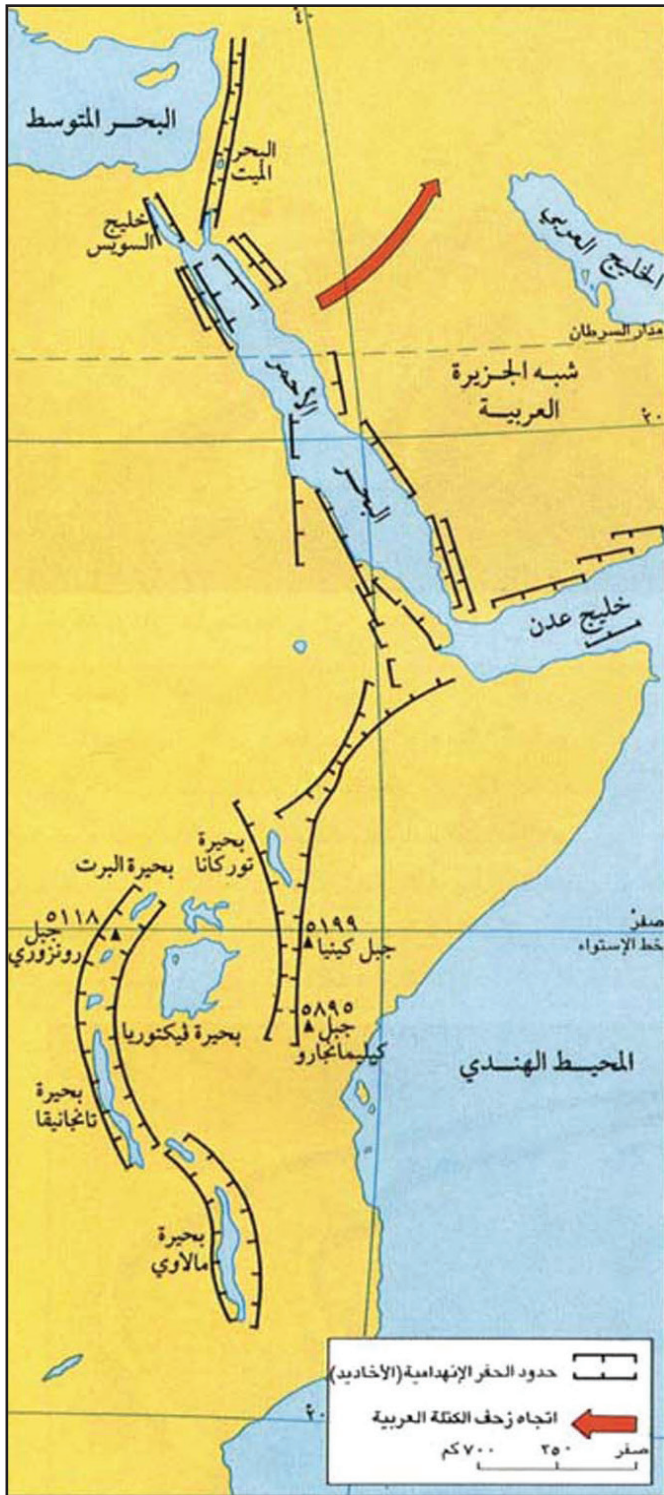 البحر المتوسط
البحر
الميت
خليج
السويس
الخليج العربي
مدار السرطان
شبه الجزيرة
العربية
٢٠
البحر الأحمر
خليج عدن
بحيرة
توركانا
بحيرة البرت
٥١١٨
جبل
رونزوري
٥١٩٩
جبل كينيا
صفر
خط الإستواء
بحيرة ڤيكتوريا
٥٨٩٥
جبل
كيليمانجارو
المحيط الهندي
بحيرة
تانجانيقا
بحيرة
مالاوي
٢٠
حدود الحفر الإنهدامية (الأخاديد)
اتجاه زحف الكتلة العربية
صفر ٣٥٠ ٧٠٠ كم